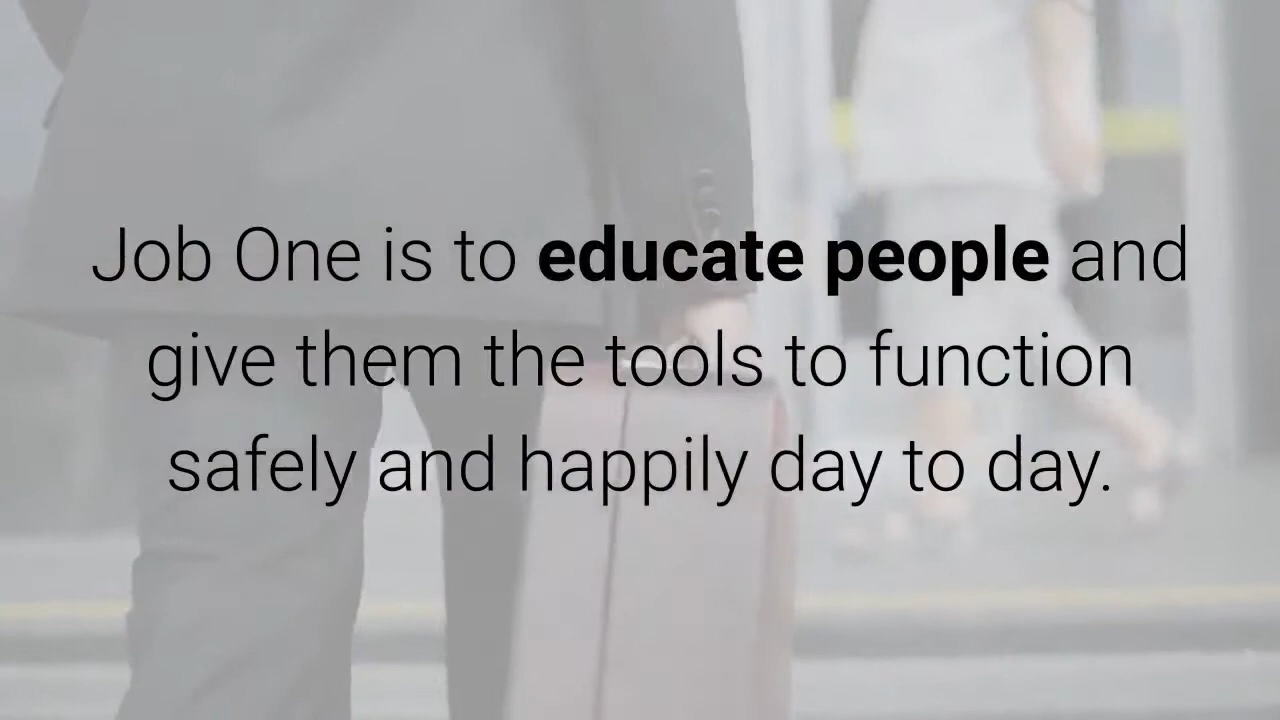 Job One is to educate people and
give them the tools to function
safely and happily day to day.